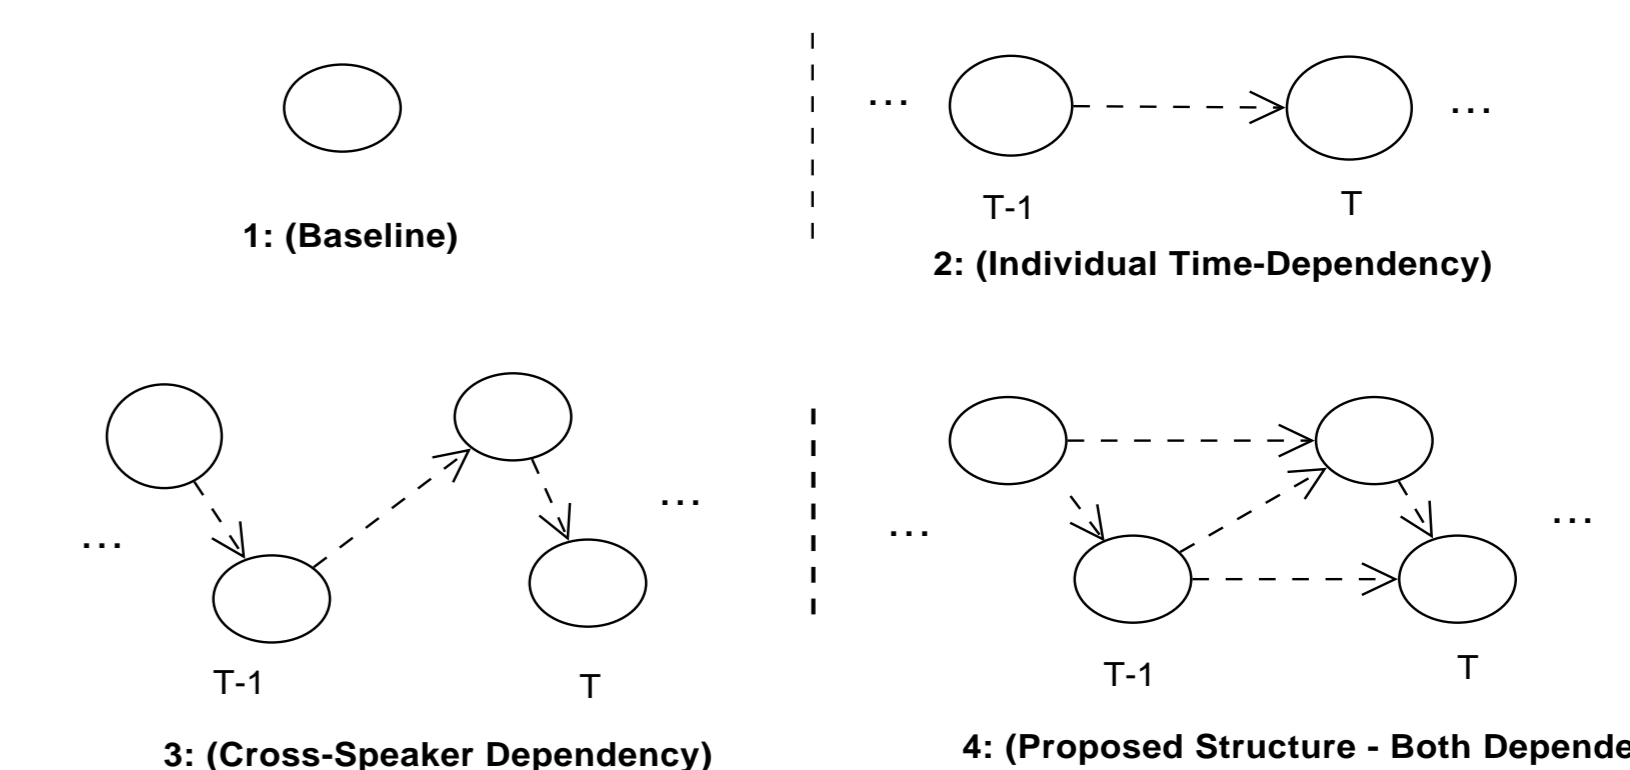 ... ...
T-1 T
1: (Baseline)
2: (Individual Time-Dependency)
... ...
T-1 T
3: (Cross-Speaker Dependency)
... ...
T-1 T
4: (Proposed Structure - Both Depende